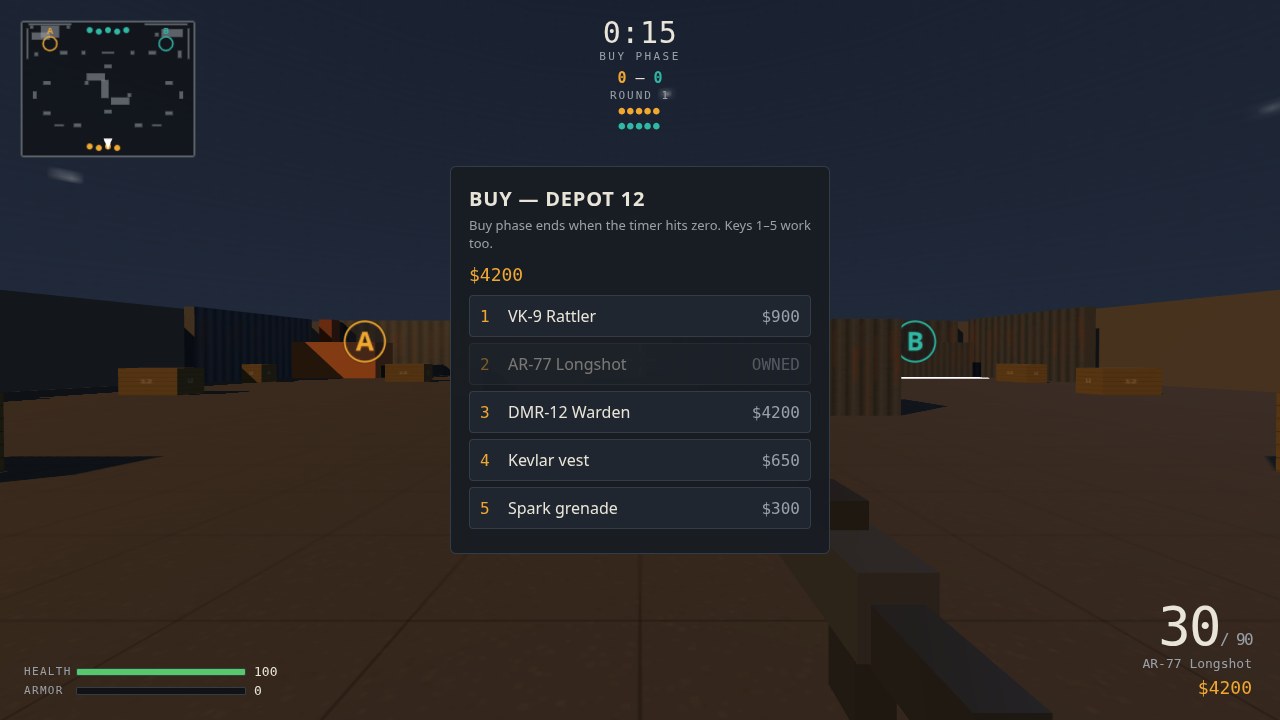 A
B
0:15
BUY PHASE
0 — 0
ROUND 1
BUY — DEPOT 12
Buy phase ends when the timer hits zero. Keys 1–5 work
too.
$4200
1 VK-9 Rattler $900
2 AR-77 Longshot OWNED
3 DMR-12 Warden $4200
4 Kevlar vest $650
5 Spark grenade $300
A
B
HEALTH 100
ARMOR 0
30 / 90
AR-77 Longshot
$4200